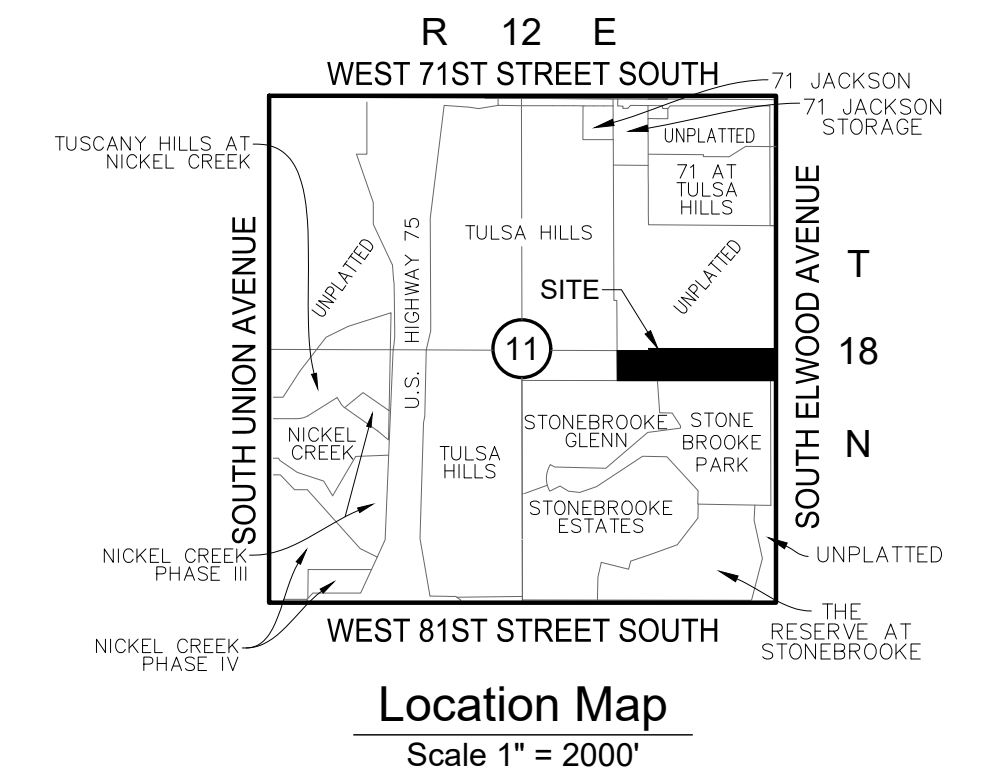 R 12 E
WEST 71ST STREET SOUTH
71 JACKSON
71 JACKSON
STORAGE
UNPLATTED
TUSCANY HILLS AT
NICKEL CREEK
71 AT
TULSA
HILLS
SOUTH UNION AVENUE
UNPLATTED
U.S. HIGHWAY 75
TULSA HILLS
UNPLATTED
SOUTH ELWOOD AVENUE
T
18
N
SITE
11
NICKEL
CREEK
TULSA
HILLS
STONEBROOKE
GLENN
STONE
BROOKE
PARK
STONEBROOKE
ESTATES
NICKEL CREEK
PHASE III
UNPLATTED
NICKEL CREEK
PHASE IV
THE
RESERVE AT
STONEBROOKE
WEST 81ST STREET SOUTH
Location Map
Scale 1" = 2000'